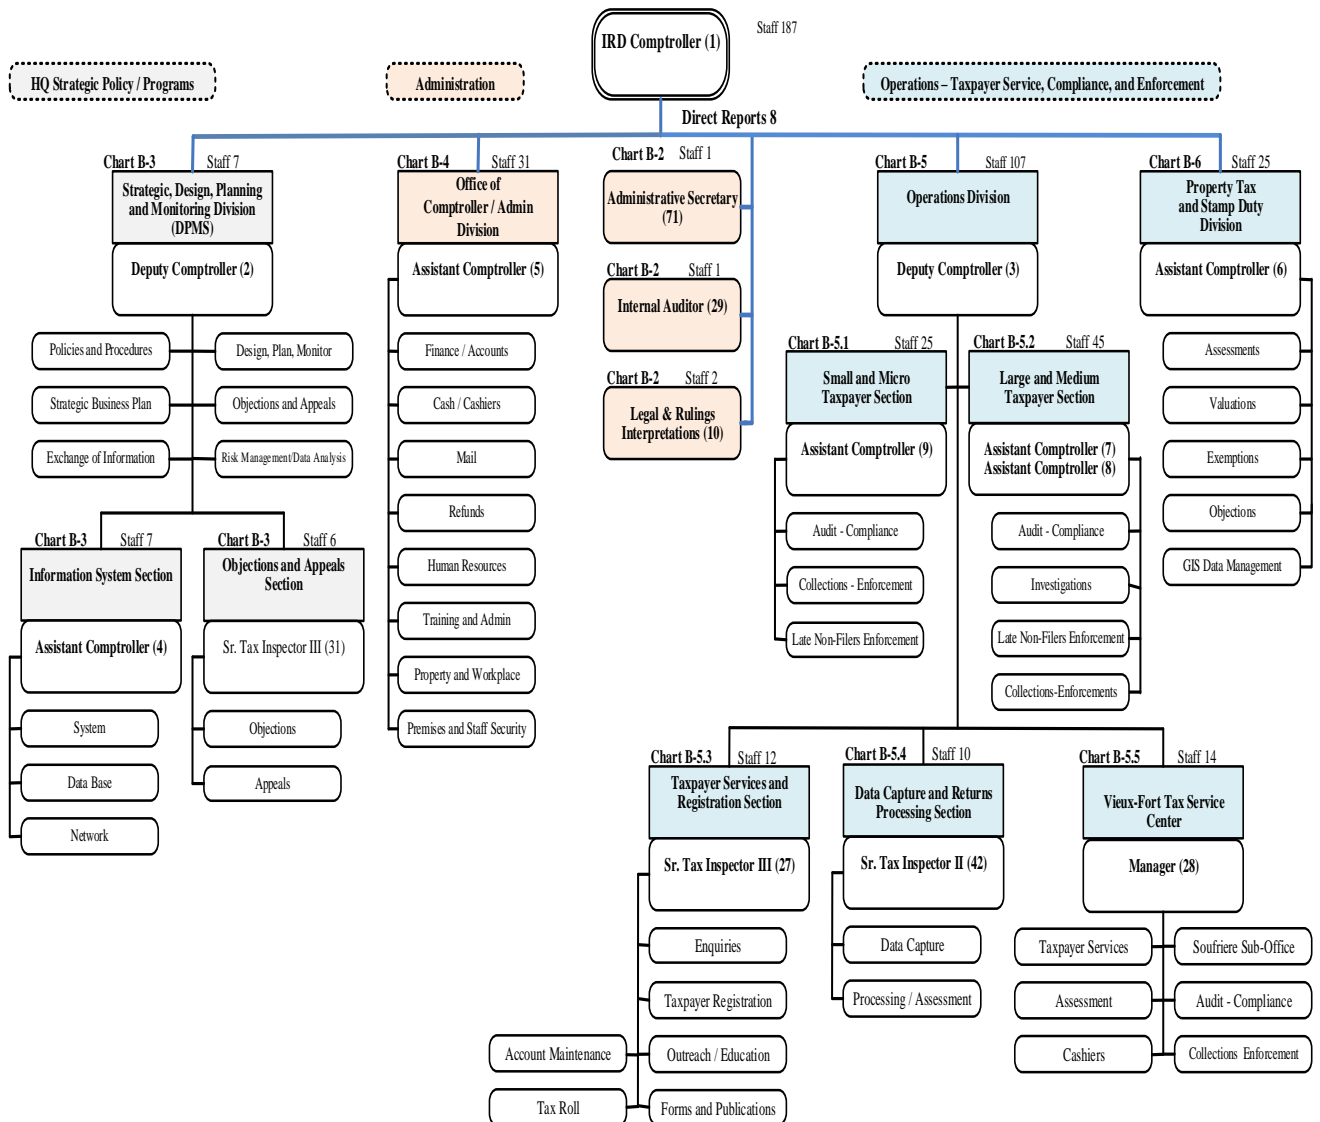 IRD Comptroller (1)
Staff 187
HQ Strategic Policy / Programs
Administration
Operations – Taxpayer Service, Compliance, and Enforcement
Direct Reports 8
Chart B-3
Staff 7
Strategic, Design, Planning
and Monitoring Division
(DPMS)
Deputy Comptroller (2)
Policies and Procedures
Design, Plan, Monitor
Strategic Business Plan
Objections and Appeals
Exchange of Information
Risk Management/Data Analysis
Chart B-3
Staff 7
Information System Section
Assistant Comptroller (4)
System
Data Base
Network
Chart B-3
Staff 6
Objections and Appeals
Section
Sr. Tax Inspector III (31)
Objections
Appeals
Chart B-4
Staff 31
Office of
Comptroller / Admin
Division
Assistant Comptroller (5)
Finance / Accounts
Cash / Cashiers
Mail
Refunds
Human Resources
Training and Admin
Property and Workplace
Premises and Staff Security
Chart B-2
Staff 1
Administrative Secretary
(71)
Chart B-2
Staff 1
Internal Auditor (29)
Chart B-2
Staff 2
Legal & Rulings
Interpretations (10)
Chart B-5
Staff 107
Operations Division
Deputy Comptroller (3)
Chart B-5.1
Staff 25
Small and Micro
Taxpayer Section
Assistant Comptroller (9)
Audit - Compliance
Collections - Enforcement
Late Non-Filers Enforcement
Chart B-5.2
Staff 45
Large and Medium
Taxpayer Section
Assistant Comptroller (7)
Assistant Comptroller (8)
Audit - Compliance
Investigations
Late Non-Filers Enforcement
Collections-Enforcements
Chart B-6
Staff 25
Property Tax
and Stamp Duty
Division
Assistant Comptroller (6)
Assessments
Valuations
Exemptions
Objections
GIS Data Management
Chart B-5.3
Staff 12
Taxpayer Services and
Registration Section
Sr. Tax Inspector III (27)
Enquiries
Taxpayer Registration
Account Maintenance
Outreach / Education
Tax Roll
Forms and Publications
Chart B-5.4
Staff 10
Data Capture and Returns
Processing Section
Sr. Tax Inspector II (42)
Data Capture
Processing / Assessment
Chart B-5.5
Staff 14
Vieux-Fort Tax Service
Center
Manager (28)
Taxpayer Services
Soufriere Sub-Office
Assessment
Audit - Compliance
Cashiers
Collections Enforcement